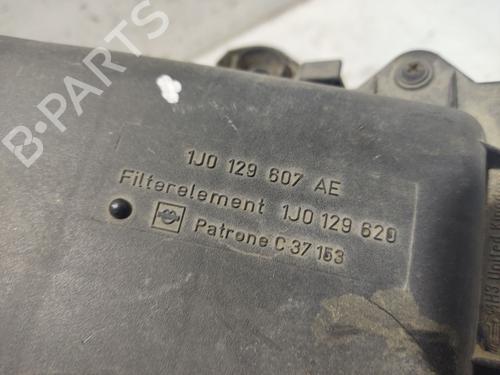 B-PARTS
1J0 129 607 AE
Filterelement 1J0 129 620
Patrone C 37 153